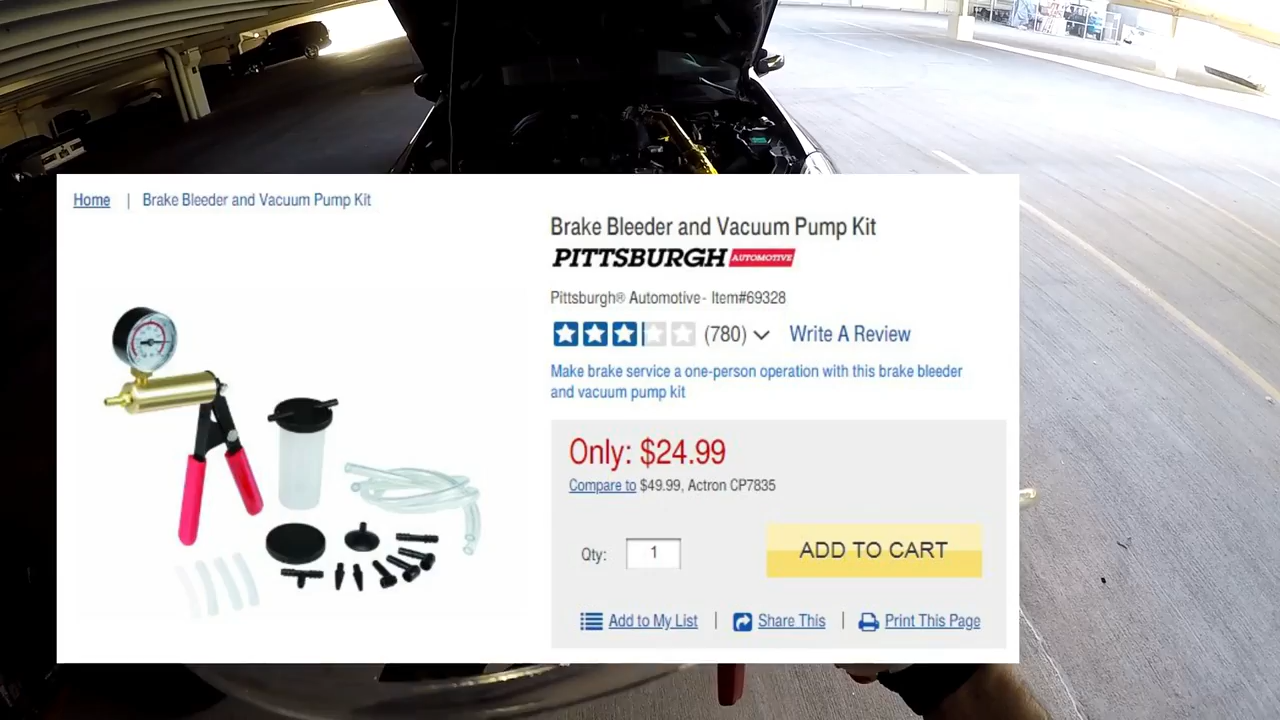 Home | Brake Bleeder and Vacuum Pump Kit
Brake Bleeder and Vacuum Pump Kit
PITTSBURGH AUTOMOTIVE
Pittsburgh® Automotive- Item#69328
(780) Write A Review
Make brake service a one-person operation with this brake bleeder
and vacuum pump kit
Only: $24.99
Compare to $49.99, Actron CP7835
Qty: 1 ADD TO CART
Add to My List | Share This | Print This Page